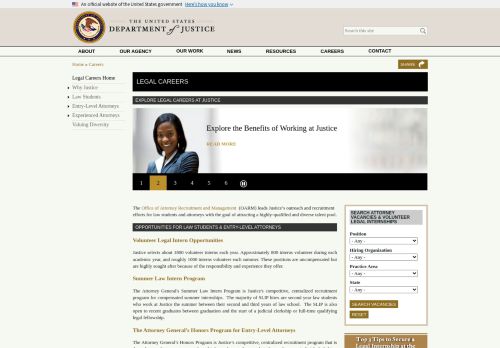 An official website of the United States government Here's how you know
THE UNITED STATES
DEPARTMENT of JUSTICE
Search this site
ABOUT OUR AGENCY OUR WORK NEWS RESOURCES CAREERS CONTACT
Home » Careers
SHARE
Legal Careers Home
Why Justice
Law Students
Entry-Level Attorneys
Experienced Attorneys
Valuing Diversity
LEGAL CAREERS
EXPLORE LEGAL CAREERS AT JUSTICE
Explore the Benefits of Working at Justice
READ MORE
1 2 3 4 5 6 7 8
The Office of Attorney Recruitment and Management (OARM) leads Justice's outreach and recruitment
efforts for law students and attorneys with the goal of attracting a highly-qualified and diverse talent pool.
OPPORTUNITIES FOR LAW STUDENTS & ENTRY-LEVEL ATTORNEYS
Volunteer Legal Intern Opportunities
Justice selects about 1800 volunteer interns each year. Approximately 800 interns volunteer during each
academic year, and roughly 1000 interns volunteer each summer. These positions are uncompensated but
are highly sought after because of the responsibility and experience they offer.
Summer Law Intern Program
The Attorney General's Summer Law Intern Program is Justice's competitive, centralized recruitment
program for compensated summer internships. The majority of SLIP hires are second year law students
who work at Justice the summer between their second and third years of law school. The SLIP is also
open to recent graduates between graduation and the start of a judicial clerkship or full-time qualifying
legal fellowship.
The Attorney General's Honors Program for Entry-Level Attorneys
The Attorney General's Honors Program is Justice's competitive, centralized recruitment program that is
SEARCH ATTORNEY
VACANCIES & VOLUNTEER
LEGAL INTERNSHIPS
Position
- Any -
Hiring Organization
- Any -
Practice Area
- Any -
State
- Any -
SEARCH VACANCIES
RESET
Top 3 Tips to Secure a
Legal Internship at the